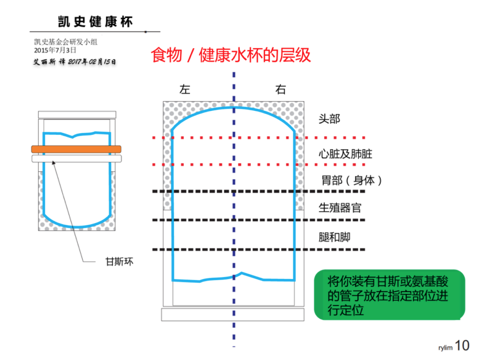 凯史健康杯
凯史基金会研发小组
2015年7月3日
艾丽斯 译 2017年02月15日
食物 / 健康水杯的层级
左 右
头部
心脏及肺脏
胃部（身体）
生殖器官
腿和脚
甘斯环
将你装有甘斯或氨基酸
的管子放在指定部位进
行定位
rylim 10